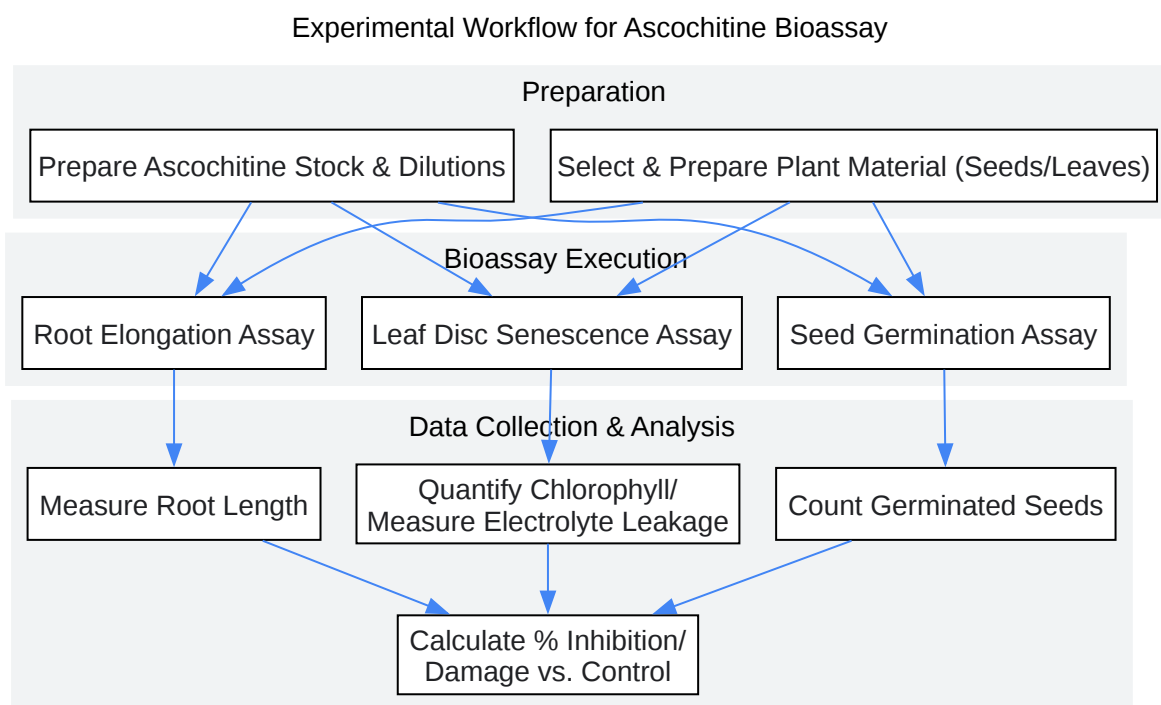 Experimental Workflow for Ascochitine Bioassay
Preparation
Prepare Ascochitine Stock & Dilutions
Select & Prepare Plant Material (Seeds/Leaves)
Bioassay Execution
Root Elongation Assay
Leaf Disc Senescence Assay
Seed Germination Assay
Data Collection & Analysis
Measure Root Length
Quantify Chlorophyll/
Measure Electrolyte Leakage
Count Germinated Seeds
Calculate % Inhibition/
Damage vs. Control